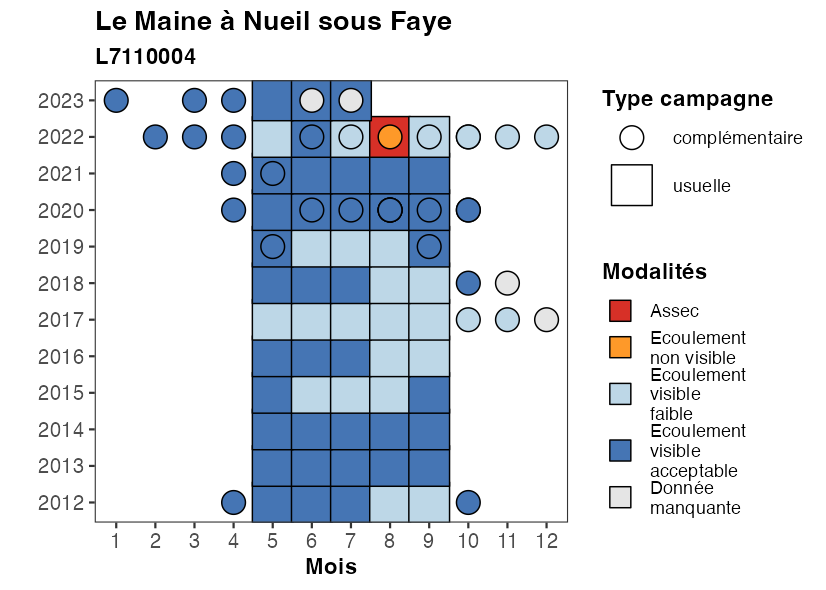 Le Maine à Nueil sous Faye
L7110004
2023
2022
2021
2020
2019
2018
2017
2016
2015
2014
2013
2012
1 2 3 4 5 6 7 8 9 10 11 12
Mois
Type campagne
complémentaire
usuelle
Modalités
Assec
Ecoulement
non visible
Ecoulement
visible
faible
Ecoulement
visible
acceptable
Donnée
manquante